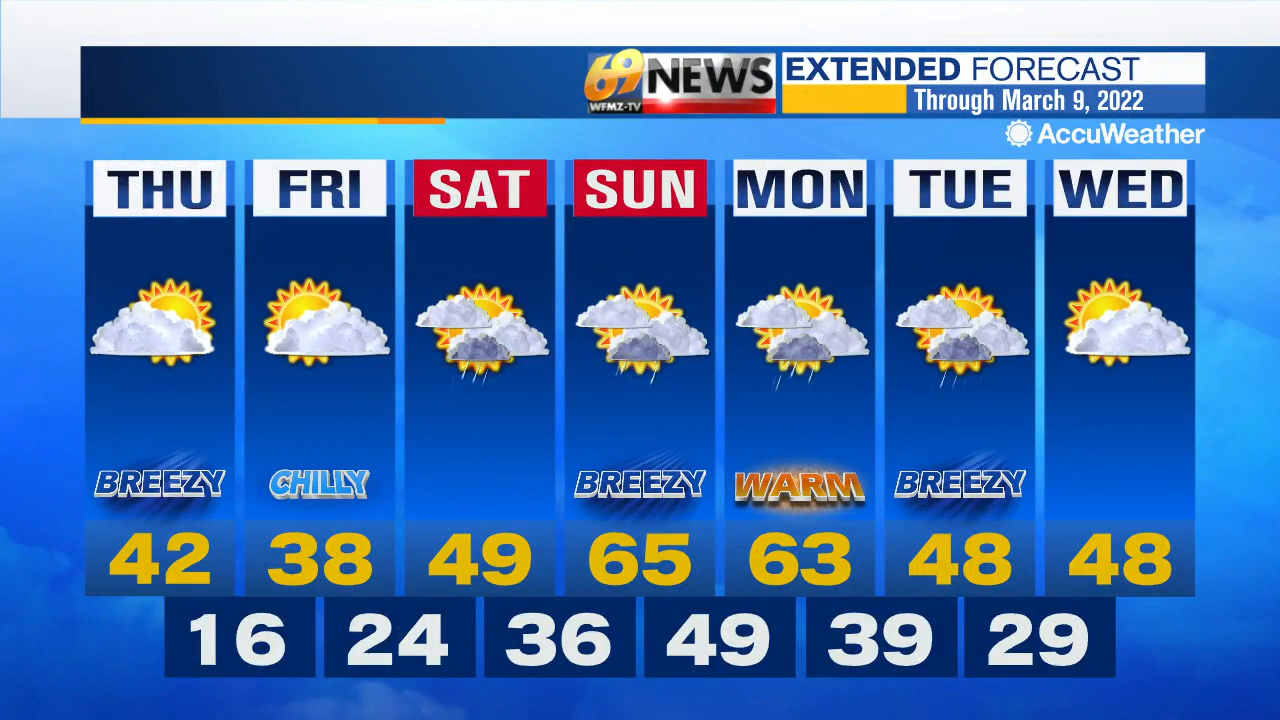 69 NEWS
WFMZ-TV
EXTENDED FORECAST
Through March 9, 2022
AccuWeather
THU FRI SAT SUN MON TUE WED
BREEZY CHILLY BREEZY WARM BREEZY
42 38 49 65 63 48 48
16 24 36 49 39 29